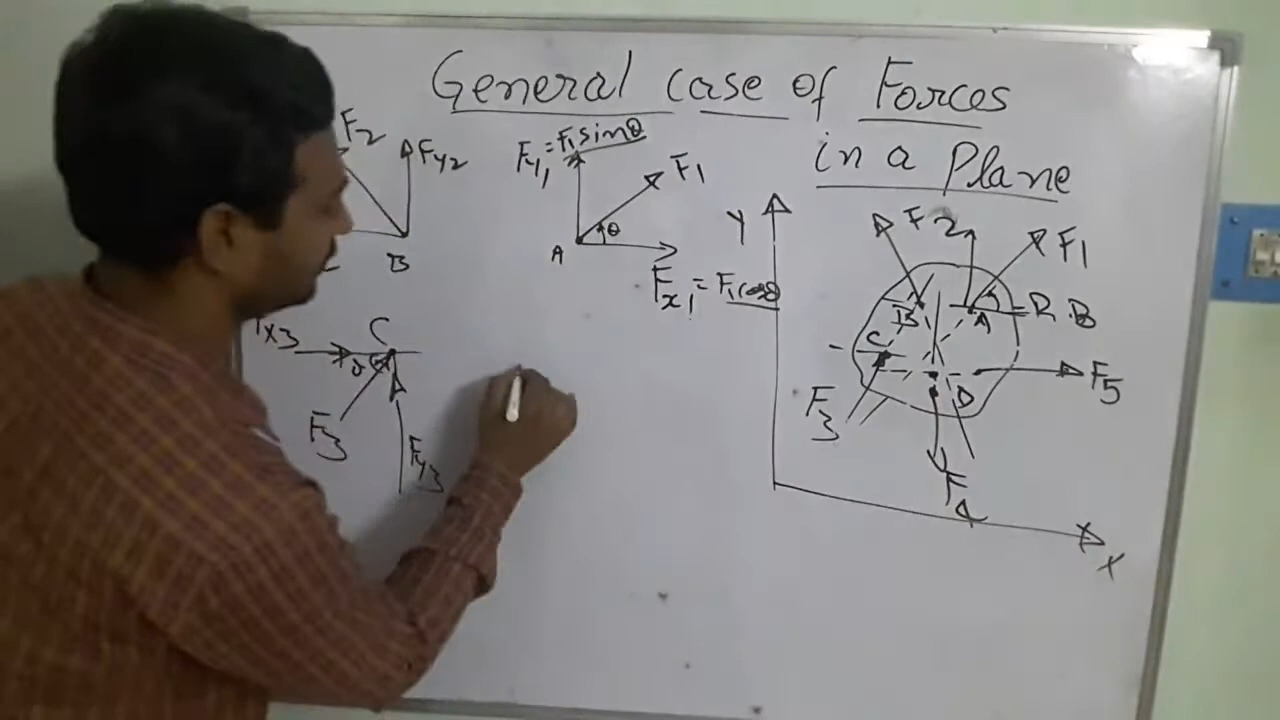 General case of Forces
in a Plane
F2
Fy2
B
Fy1 = F1 sinθ
F1
A
θ
Fx1 = F1 cosθ
C
F3
Fy3
Y
X
F2
F1
B
A
R.B
C
F3
D
F5
F4